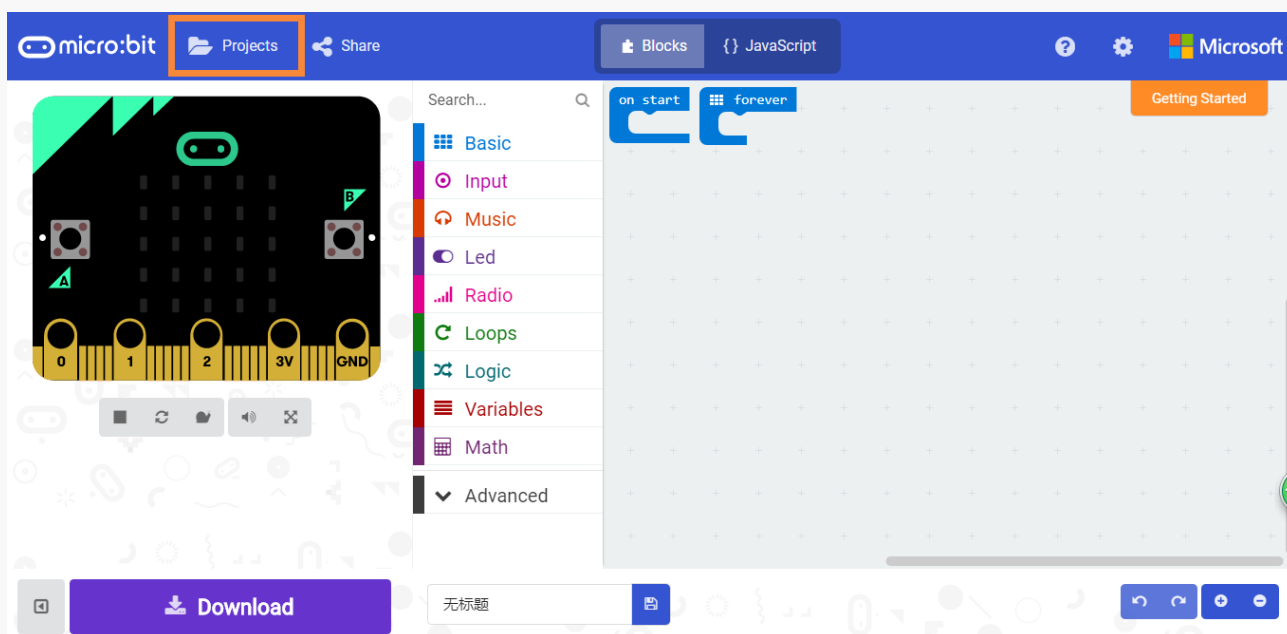 micro:bit Projects Share Blocks {} JavaScript ? Microsoft
Search...
on start forever
Getting Started
Basic
Input
B
Music
Led
A
Radio
Loops
0 1 2 3V GND
Logic
Variables
Math
Advanced
Download
无标题